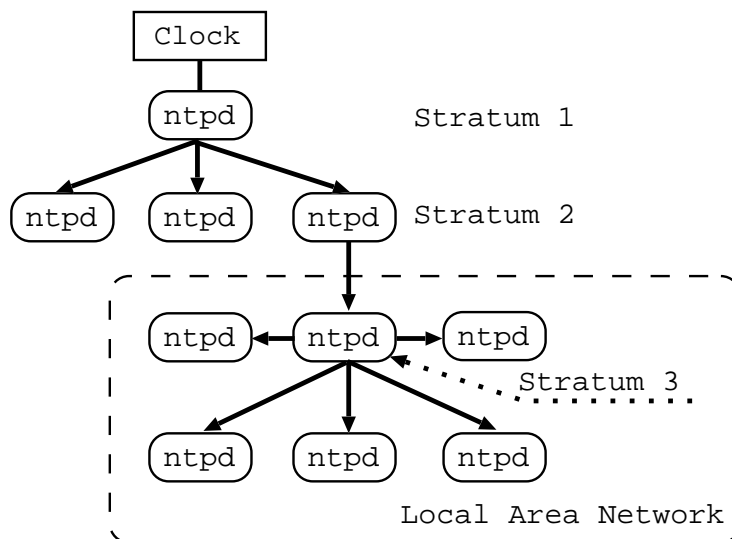 Clock
ntpd
Stratum 1
ntpd
ntpd
ntpd
Stratum 2
ntpd
ntpd
ntpd
Stratum 3
ntpd
ntpd
ntpd
Local Area Network